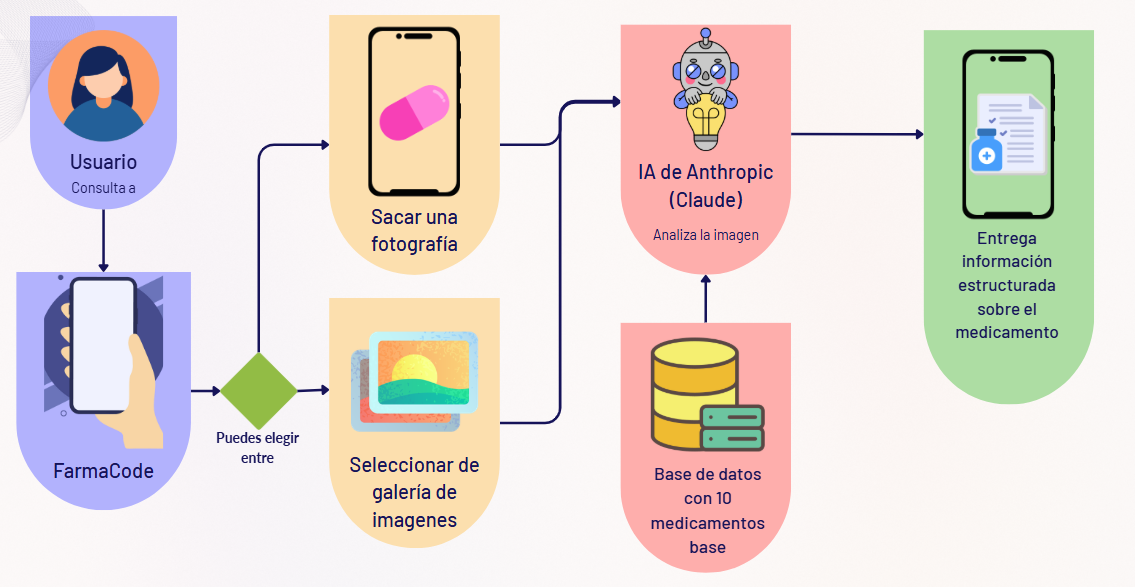 Usuario
Consulta a
FarmaCode
Puedes elegir
entre
Sacar una
fotografía
Seleccionar de
galería de
imagenes
IA de Anthropic
(Claude)
Analiza la imagen
Base de datos
con 10
medicamentos
base
Entrega
información
estructurada
sobre el
medicamento